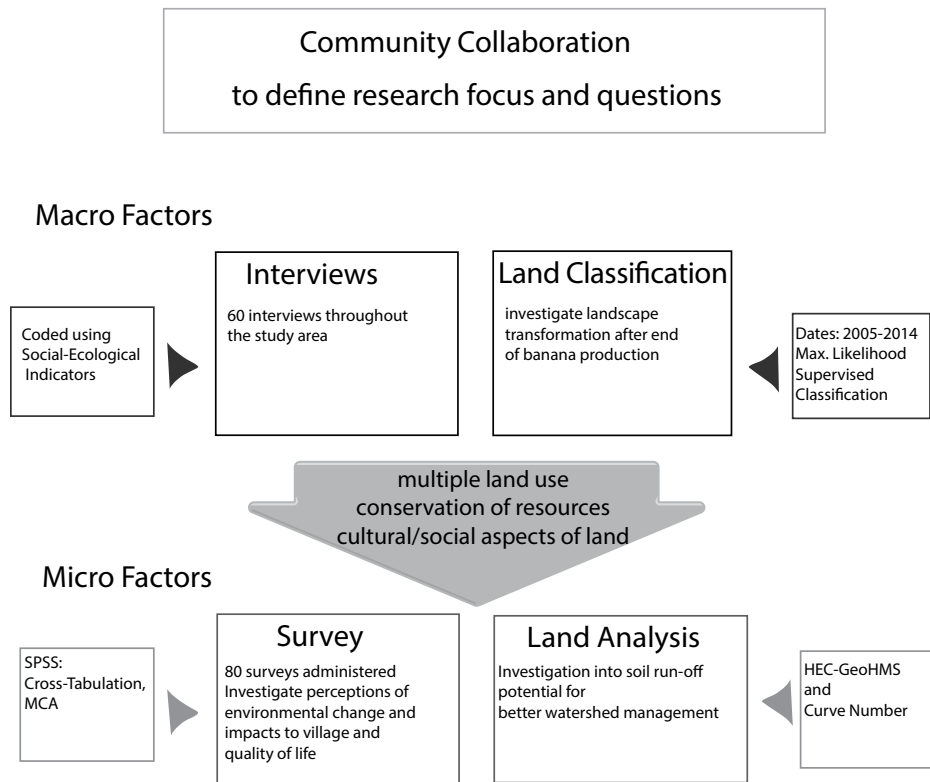 Community Collaboration
to define research focus and questions
Macro Factors
Interviews
60 interviews throughout
the study area
Land Classification
investigate landscape
transformation after end
of banana production
Coded using
Social-Ecological
Indicators
Dates: 2005-2014
Max. Likelihood
Supervised
Classification
multiple land use
conservation of resources
cultural/social aspects of land
Micro Factors
Survey
80 surveys administered
Investigate perceptions of
environmental change and
impacts to village and
quality of life
Land Analysis
Investigation into soil run-off
potential for
better watershed management
SPSS:
Cross-Tabulation,
MCA
HEC-GeoHMS
and
Curve Number